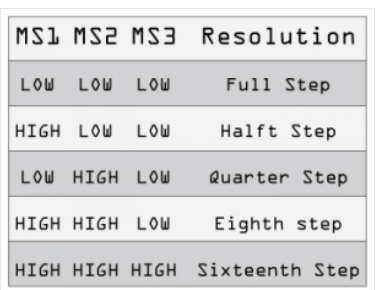 MS1 MS2 MS3 Resolution
LOW LOW LOW Full Step
HIGH LOW LOW Halft Step
LOW HIGH LOW Quarter Step
HIGH HIGH LOW Eighth step
HIGH HIGH HIGH Sixteenth Step